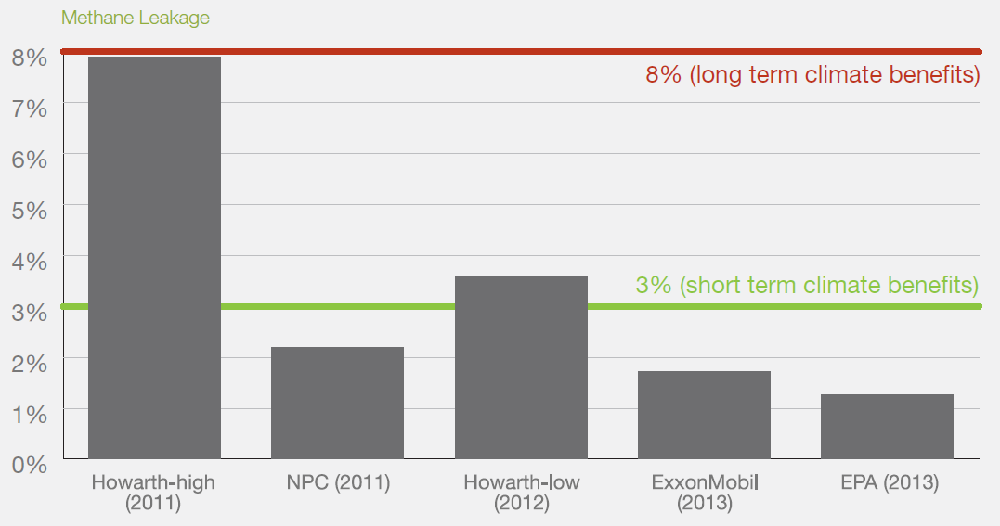 Methane Leakage
8%
8% (long term climate benefits)
7%
6%
5%
4%
3% (short term climate benefits)
3%
2%
1%
0%
Howarth-high
(2011)
NPC (2011)
Howarth-low
(2012)
ExxonMobil
(2013)
EPA (2013)